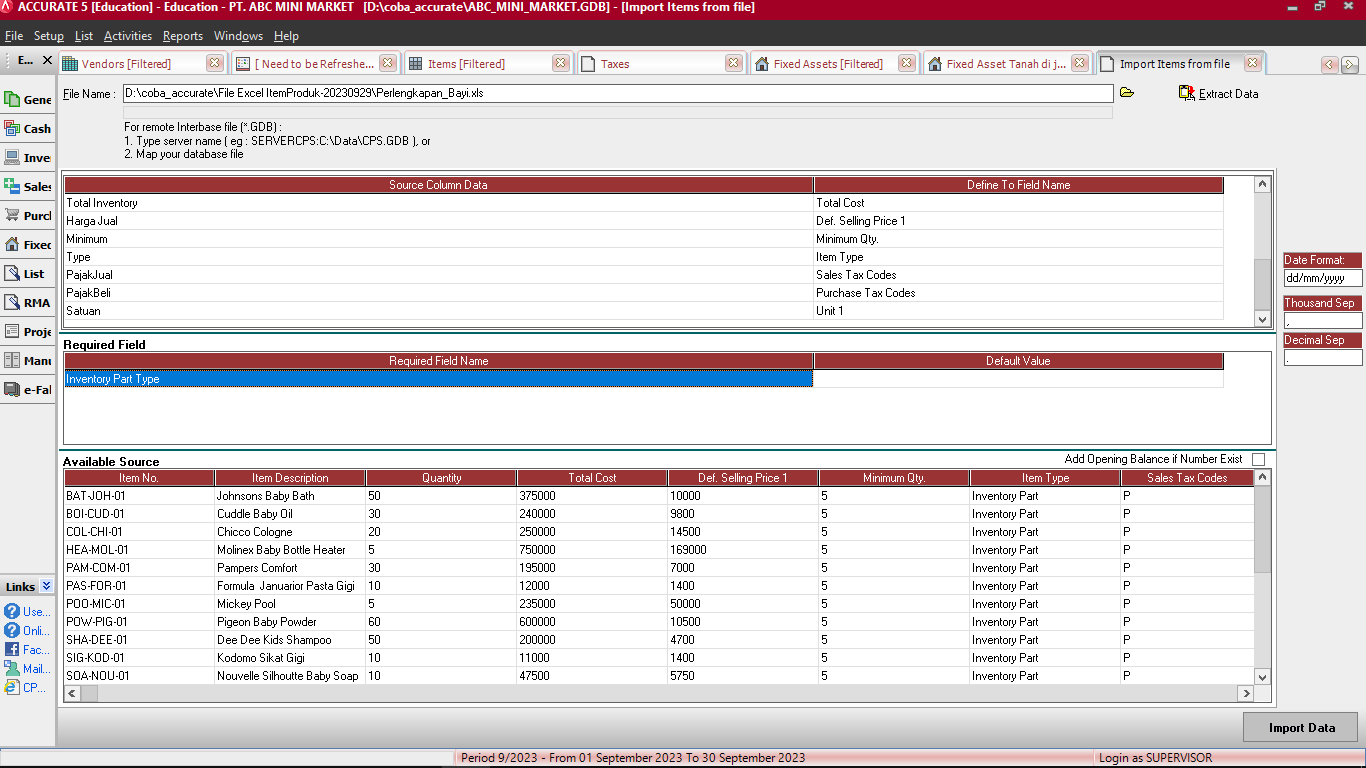 ACCURATE 5 [Education] - Education - PT. ABC MINI MARKET [D:\coba_accurate\ABC_MINI_MARKET.GDB] - [Import Items from file]
File Setup List Activities Reports Windows Help
E... Vendors [Filtered] [ Need to be Refreshe... Items [Filtered] Taxes Fixed Assets [Filtered] Fixed Asset Tanah di j... Import Items from file
File Name : D:\coba_accurate\File Excel ItemProduk-20230929\Perlengkapan_Bayi.xls Extract Data
For remote Interbase file (*.GDB) :
1. Type server name ( eg : SERVERCPS:C:\Data\CPS.GDB ), or
2. Map your database file
Gene
Cash
Inve
Sales
Purch
Fixed
List
RMA
Proje
Manu
e-Fal
Links
Use...
Onli...
Fac...
Mail...
CP...
Source Column Data Define To Field Name
Total Inventory Total Cost
Harga Jual Def. Selling Price 1
Minimum Minimum Qty.
Type Item Type
PajakJual Sales Tax Codes
PajakBeli Purchase Tax Codes
Satuan Unit 1
Date Format:
dd/mm/yyyy
Thousand Sep
,
Decimal Sep
.
Required Field
Required Field Name Default Value
Inventory Part Type
Available Source Add Opening Balance if Number Exist
Item No. Item Description Quantity Total Cost Def. Selling Price 1 Minimum Qty. Item Type Sales Tax Codes
BAT-JOH-01 Johnsons Baby Bath 50 375000 10000 5 Inventory Part P
BOI-CUD-01 Cuddle Baby Oil 30 240000 9800 5 Inventory Part P
COL-CHI-01 Chicco Cologne 20 250000 14500 5 Inventory Part P
HEA-MOL-01 Molinex Baby Bottle Heater 5 750000 169000 5 Inventory Part P
PAM-COM-01 Pampers Comfort 30 195000 7000 5 Inventory Part P
PAS-FOR-01 Formula Januarior Pasta Gigi 10 12000 1400 5 Inventory Part P
POO-MIC-01 Mickey Pool 5 235000 50000 5 Inventory Part P
POW-PIG-01 Pigeon Baby Powder 60 600000 10500 5 Inventory Part P
SHA-DEE-01 Dee Dee Kids Shampoo 50 200000 4700 5 Inventory Part P
SIG-KOD-01 Kodomo Sikat Gigi 10 11000 1400 5 Inventory Part P
SOA-NOU-01 Nouvelle Silhoutte Baby Soap 10 47500 5750 5 Inventory Part P
Import Data
Period 9/2023 - From 01 September 2023 To 30 September 2023 Login as SUPERVISOR